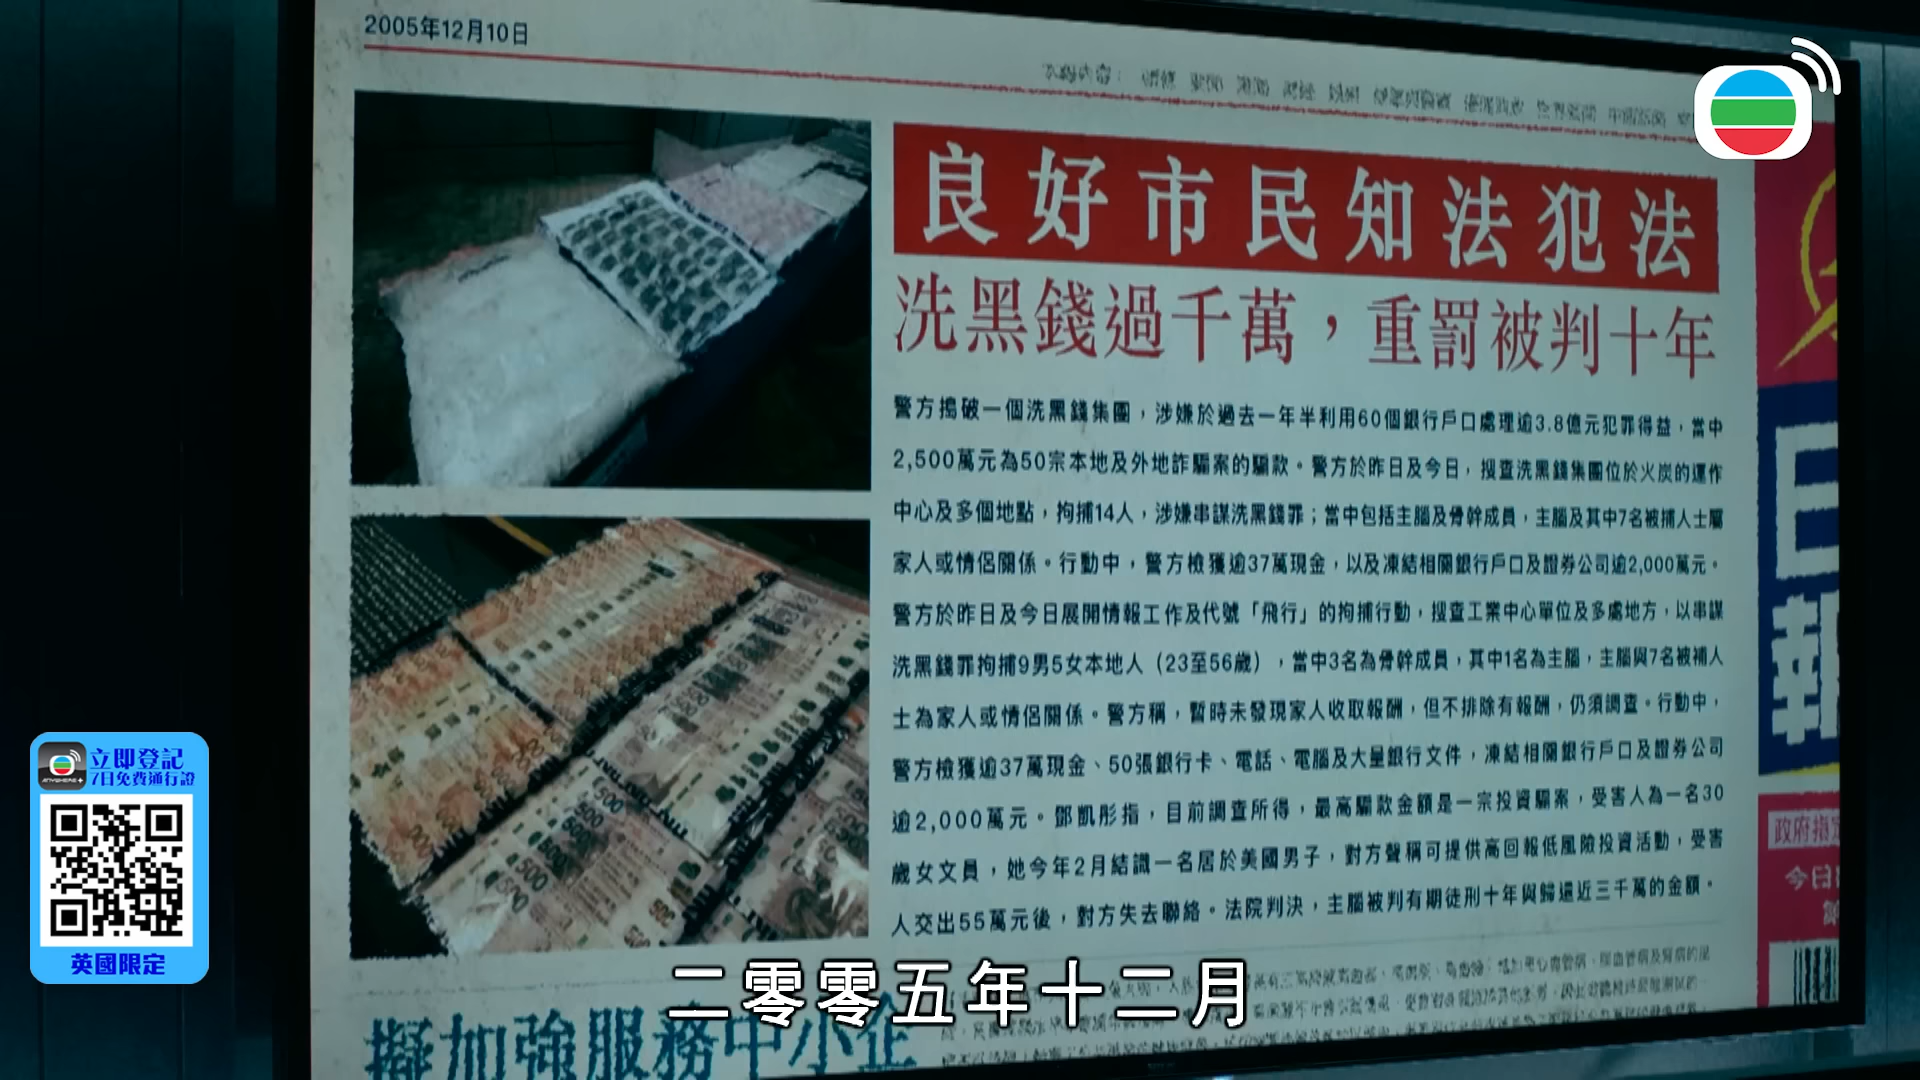 2005年12月10日
良好市民知法犯法
洗黑錢過千萬，重罰被判十年
警方搗破一個洗黑錢集團，涉嫌於過去一年半利用60個銀行戶口處理逾3.8億元犯罪得益，當中
2,500萬元為50宗本地及外地詐騙案的騙款。警方於昨日及今日，搜查洗黑錢集團位於火炭的運作
中心及多個地點，拘捕14人，涉嫌串謀洗黑錢罪；當中包括主腦及骨幹成員，主腦及其中7名被捕人士屬
家人或情侶關係。行動中，警方檢獲逾37萬現金，以及凍結相關銀行戶口及證券公司逾2,000萬元。
警方於昨日及今日展開情報工作及代號「飛行」的拘捕行動，搜查工業中心單位及多處地方，以串謀
洗黑錢罪拘捕9男5女本地人（23至56歲），當中3名為骨幹成員，其中1名為主腦，主腦與7名被補人
士為家人或情侶關係。警方稱，暫時未發現家人收取報酬，但不排除有報酬，仍須調查。行動中，
警方檢獲逾37萬現金、50張銀行卡、電話、電腦及大量銀行文件，凍結相關銀行戶口及證券公司
逾2,000萬元。鄧凱彤指，目前調查所得，最高騙款金額是一宗投資騙案，受害人為一名30
歲女文員，她今年2月結識一名居於美國男子，對方聲稱可提供高回報低風險投資活動，受害
人交出55萬元後，對方失去聯絡。法院判決，主腦被判有期徒刑十年與歸還近三千萬的金額。
擬加強服務中小企
日報
政府指定
今日
立即登記
7日免費通行證
英國限定
二零零五年十二月